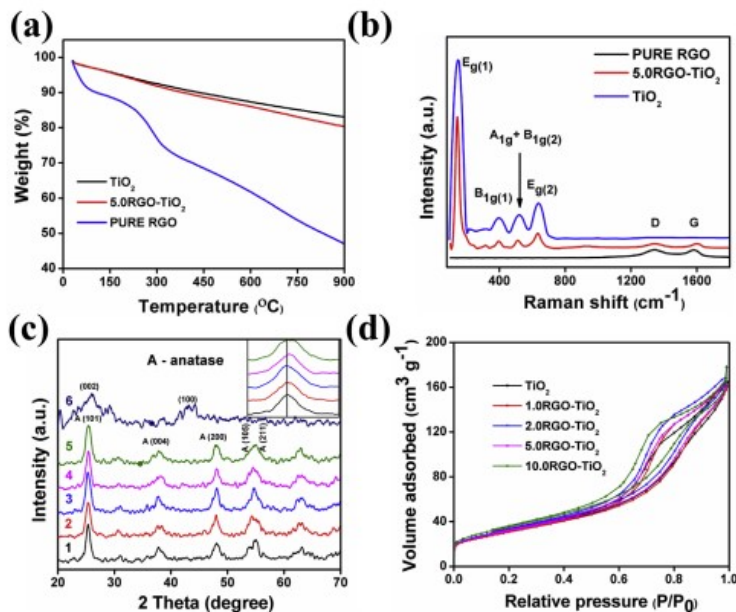 (a)
100
90
80
70
60
50
40
Weight (%)
TiO2
5.0RGO-TiO2
PURE RGO
0
150
300
450
600
750
900
Temperature (OC)
(b)
Intensity (a.u.)
Eg(1)
PURE RGO
5.0RGO-TiO2
TiO2
A1g+ B1g(2)
B1g(1)
Eg(2)
D
G
400
800
1200
1600
Raman shift (cm-1)
(c)
A - anatase
Intensity (a.u.)
6
(002)
(100)
A (101)
5
A (004)
A (200)
A (105)
A (211)
4
3
2
1
20
30
40
50
60
70
2 Theta (degree)
(d)
200
160
120
80
40
0
Volume adsorbed (cm3 g-1)
TiO2
1.0RGO-TiO2
2.0RGO-TiO2
5.0RGO-TiO2
10.0RGO-TiO2
0.0
0.2
0.4
0.6
0.8
1.0
Relative pressure (P/P0)